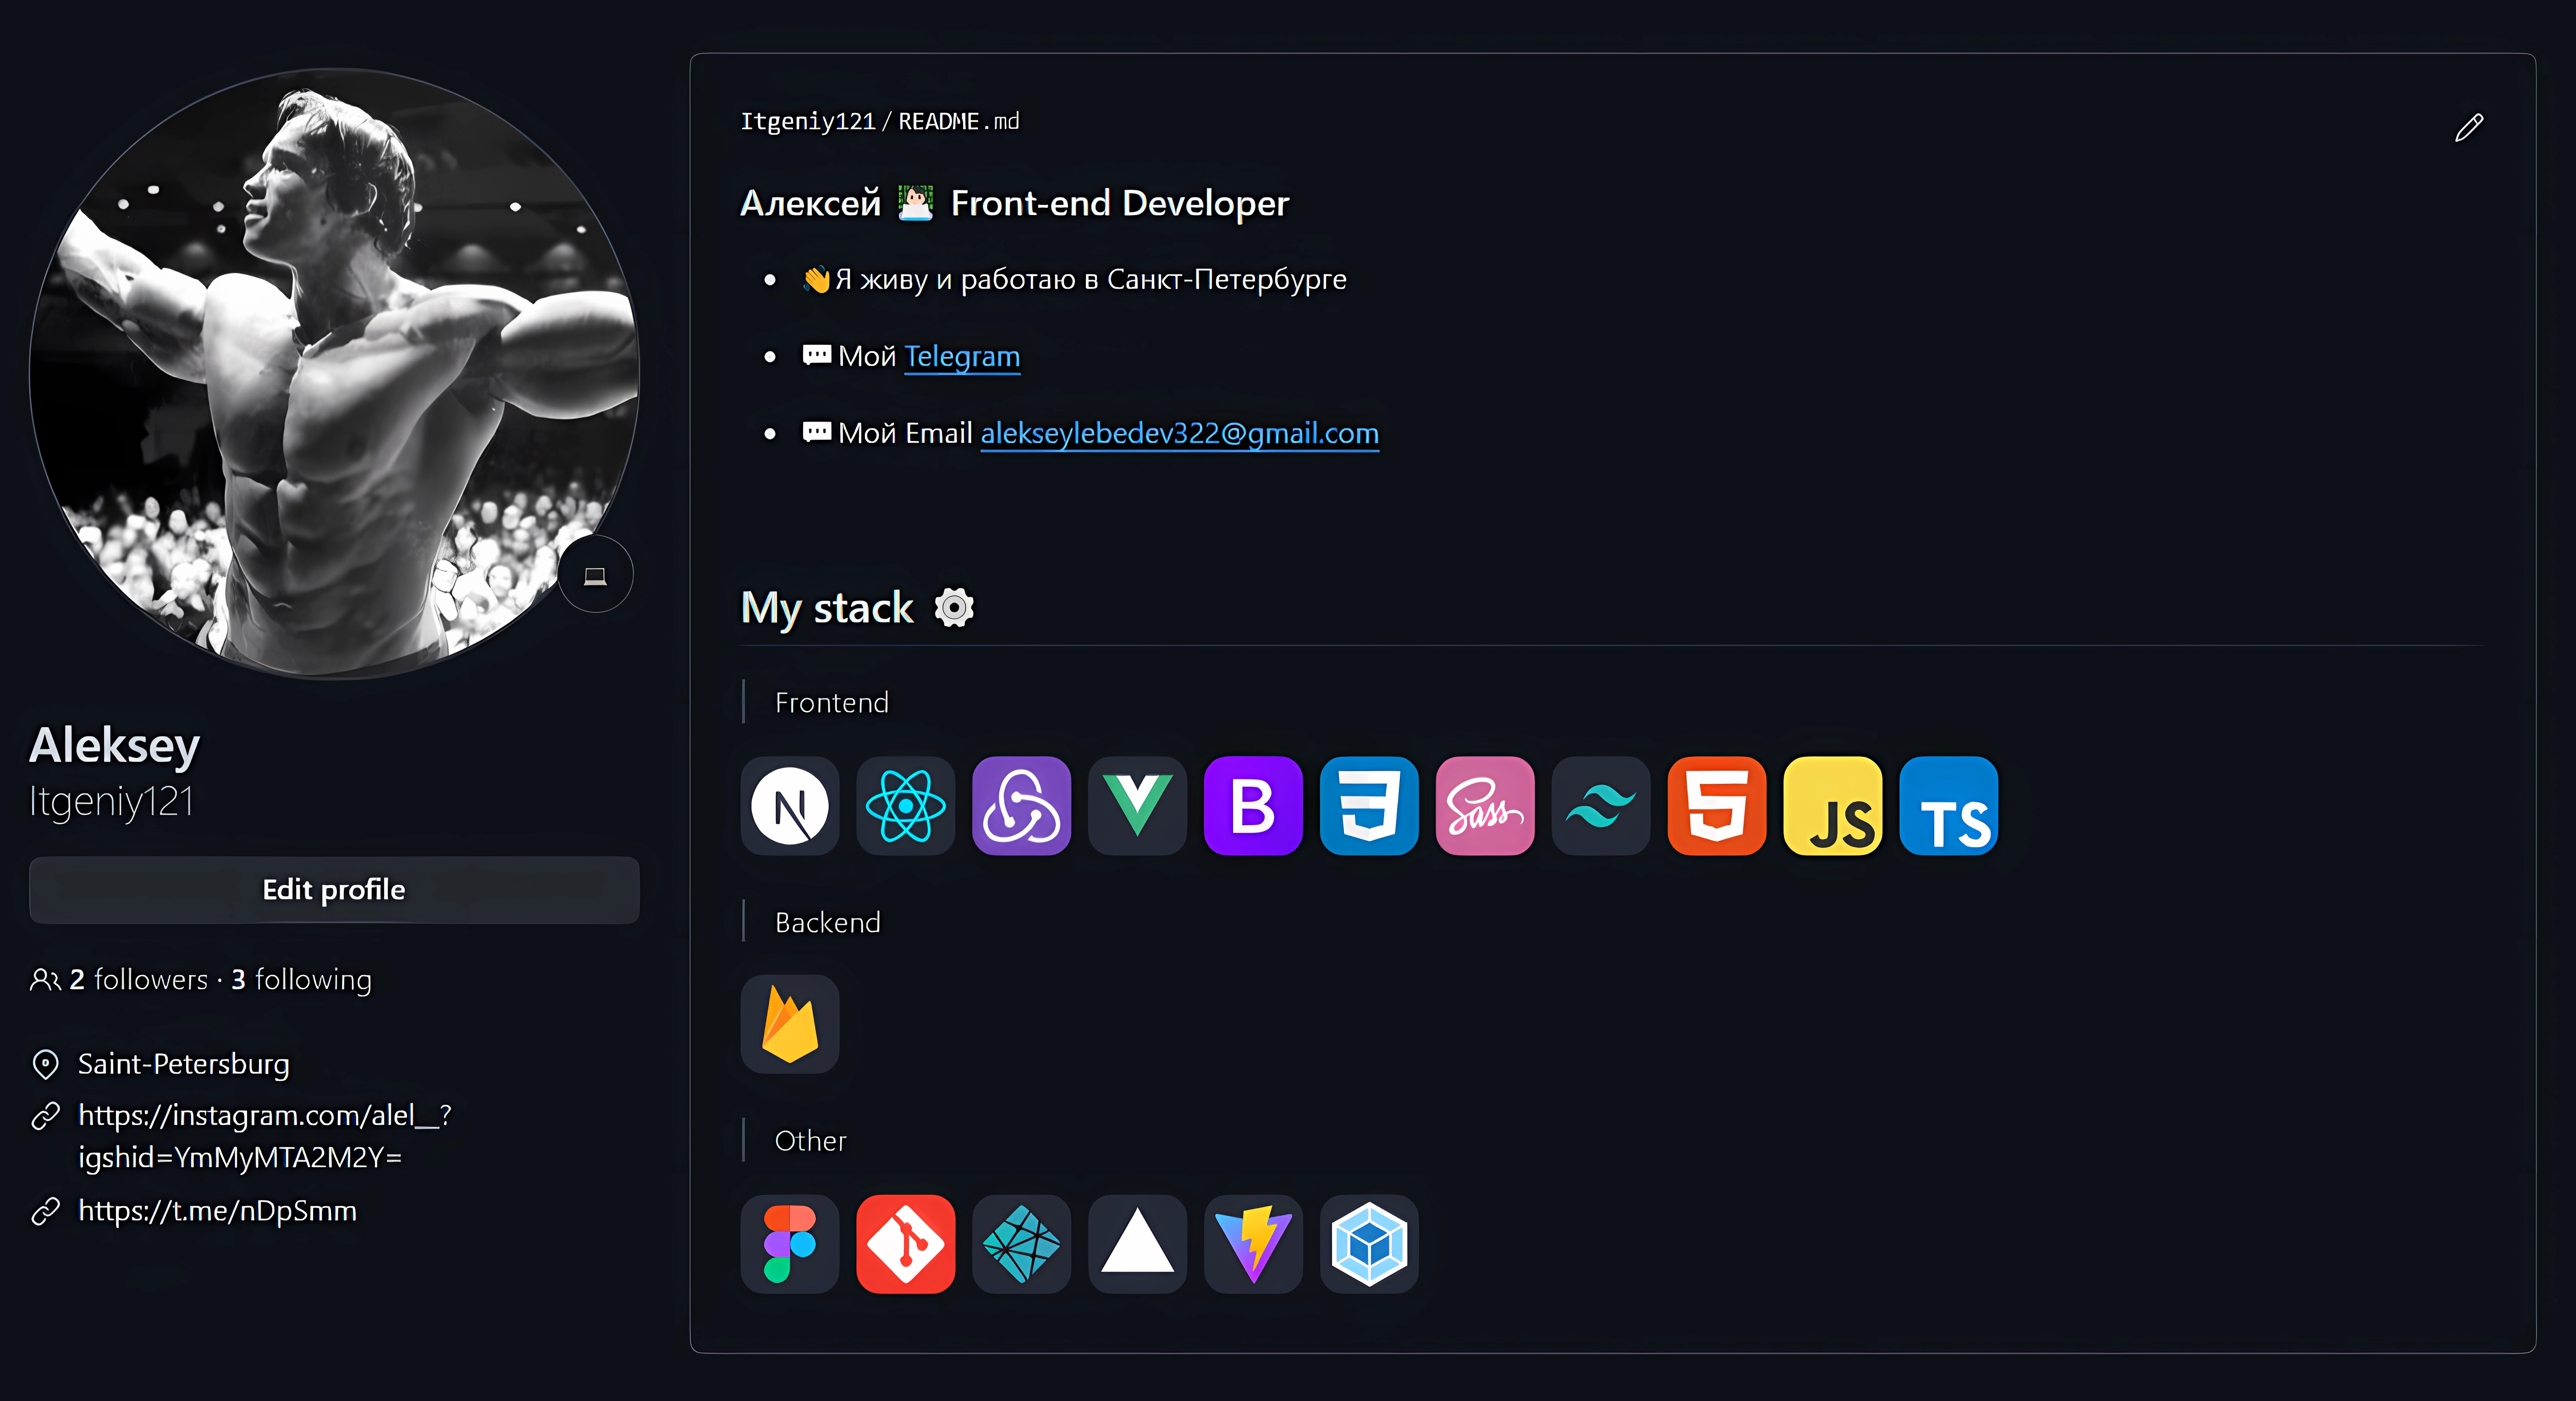 Aleksey
Itgeniy121
Edit profile
2 followers · 3 following
Saint-Petersburg
https://instagram.com/alel__?
igshid=YmMyMTA2M2Y=
https://t.me/nDpSmm
Itgeniy121 / README.md
Алексей 👨🏻‍💻 Front-end Developer
• 👋Я живу и работаю в Санкт-Петербурге
• 💬Мой Telegram
• 💬Мой Email alekseylebedev322@gmail.com
My stack ⚙️
Frontend
N B Sass JS TS
Backend
Other